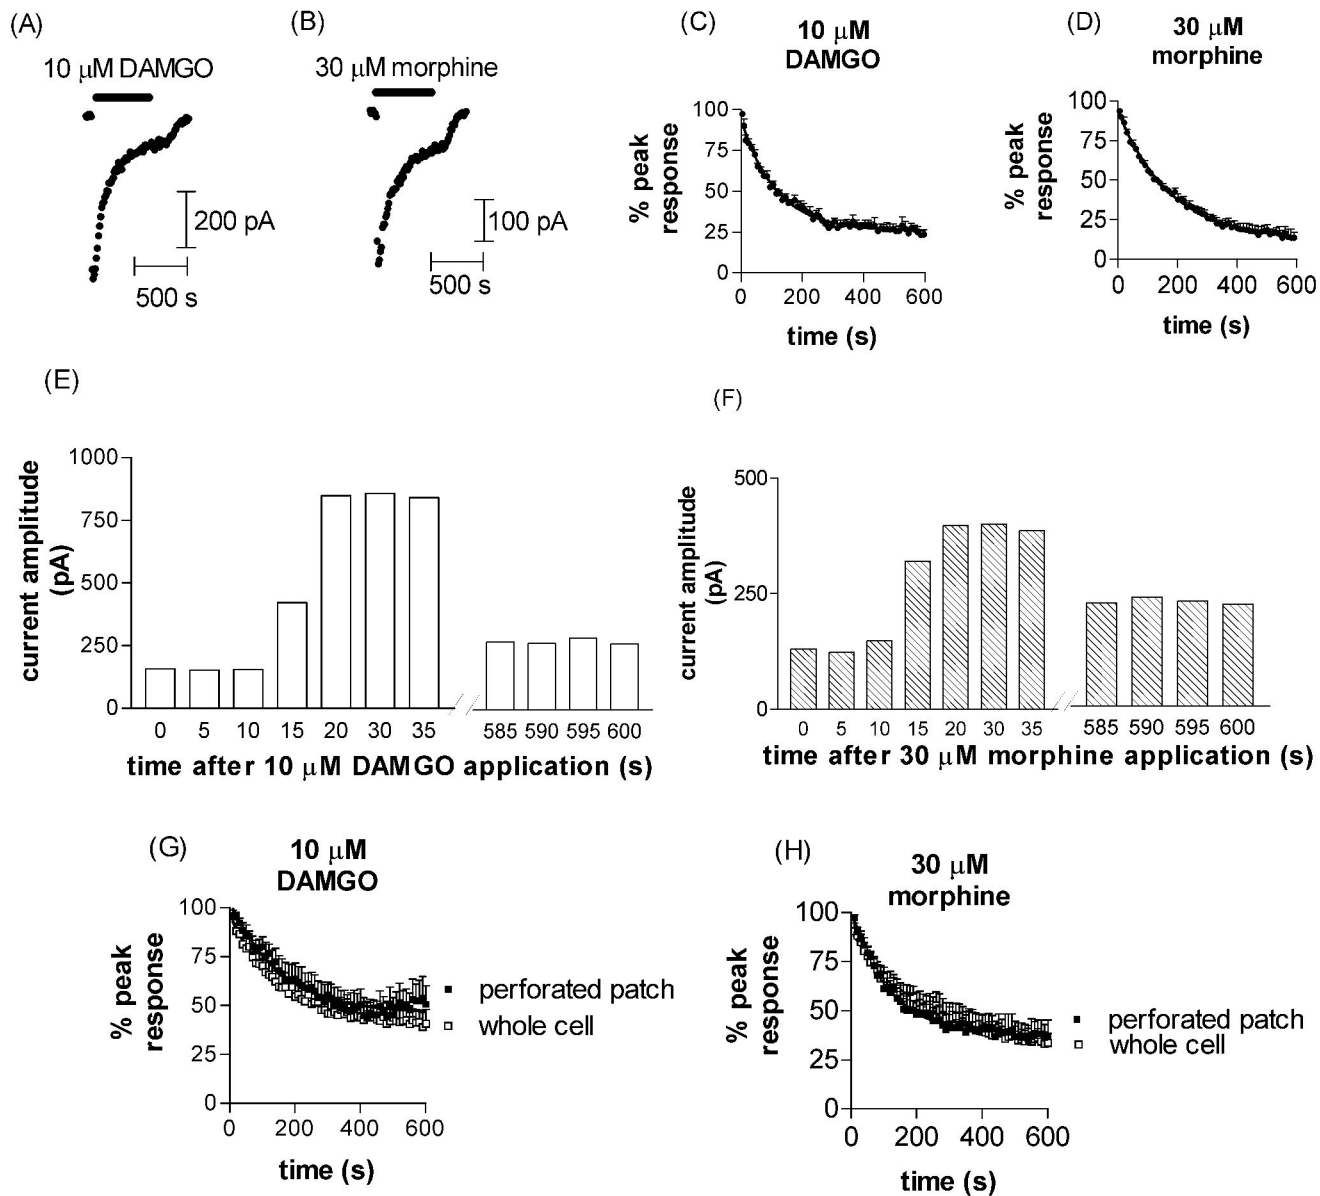 (A)
10 μM DAMGO
200 pA
500 s
(B)
30 μM morphine
100 pA
500 s
(C)
10 μM
DAMGO
% peak
response
100
75
50
25
0
0 200 400 600
time (s)
(D)
30 μM
morphine
% peak
response
100
75
50
25
0
0 200 400 600
time (s)
(E)
current amplitude
(pA)
1000
750
500
250
0
0 5 10 15 20 30 35 585 590 595 600
time after 10 μM DAMGO application (s)
(F)
current amplitude
(pA)
500
250
0
0 5 10 15 20 30 35 585 590 595 600
time after 30 μM morphine application (s)
(G)
10 μM
DAMGO
% peak
response
100
75
50
25
0
0 200 400 600
time (s)
perforated patch
whole cell
(H)
30 μM
morphine
% peak
response
100
75
50
25
0
0 200 400 600
time (s)
perforated patch
whole cell